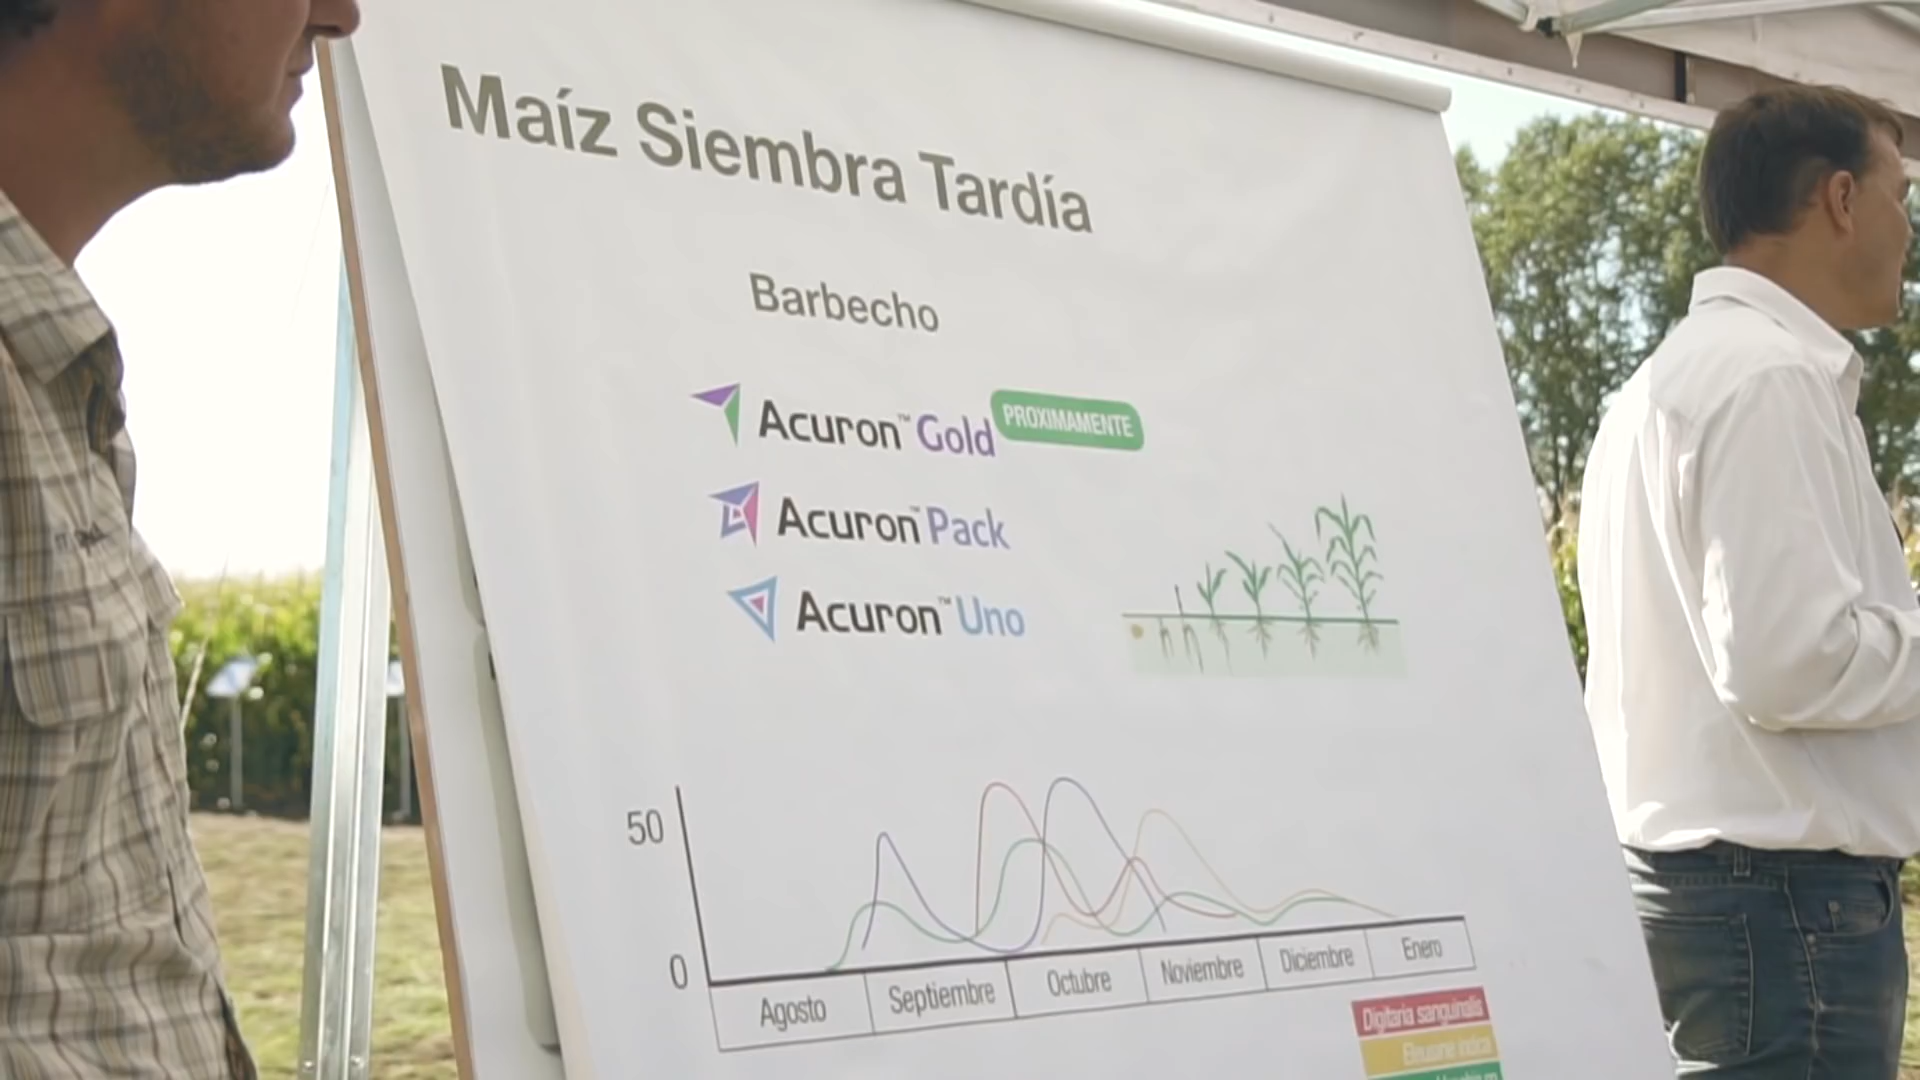 Maíz Siembra Tardía
Barbecho
Acuron™ Gold PROXIMAMENTE
Acuron™ Pack
Acuron™ Uno
50
0
Agosto Septiembre Octubre Noviembre Diciembre Enero
Digitaria sanguinalis
Eleusine indica